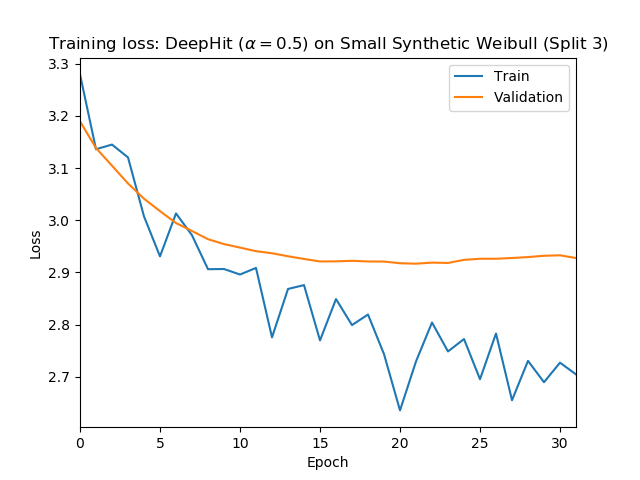 Training loss: DeepHit (α = 0.5) on Small Synthetic Weibull (Split 3)
3.3
3.2
3.1
3.0
2.9
2.8
2.7
Loss
Train
Validation
0 5 10 15 20 25 30
Epoch